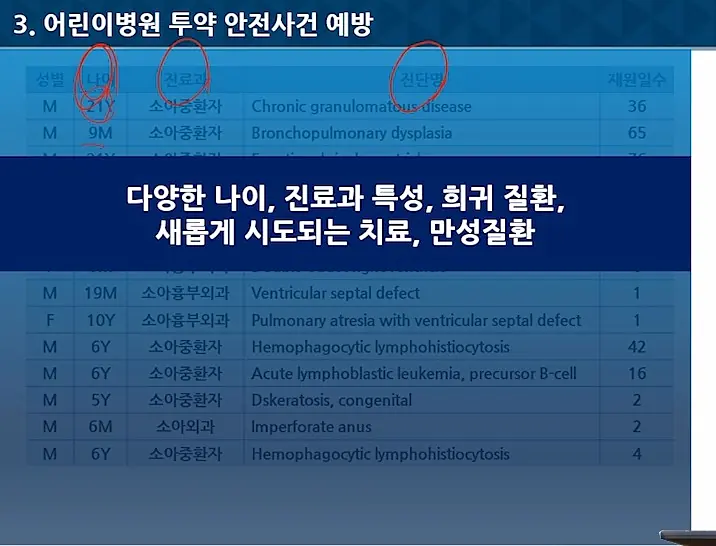 3. 어린이병원 투약 안전사건 예방
성별 나이 진료과 진단명 재원일수
M 21Y 소아중환자 Chronic granulomatous disease 36
M 9M 소아중환자 Bronchopulmonary dysplasia 65
다양한 나이, 진료과 특성, 희귀 질환,
새롭게 시도되는 치료, 만성질환
M 19M 소아흉부외과 Ventricular septal defect 1
F 10Y 소아흉부외과 Pulmonary atresia with ventricular septal defect 1
M 6Y 소아중환자 Hemophagocytic lymphohistiocytosis 42
M 6Y 소아중환자 Acute lymphoblastic leukemia, precursor B-cell 16
M 5Y 소아중환자 Dskeratosis, congenital 2
M 6M 소아외과 Imperforate anus 2
M 6Y 소아중환자 Hemophagocytic lymphohistiocytosis 4